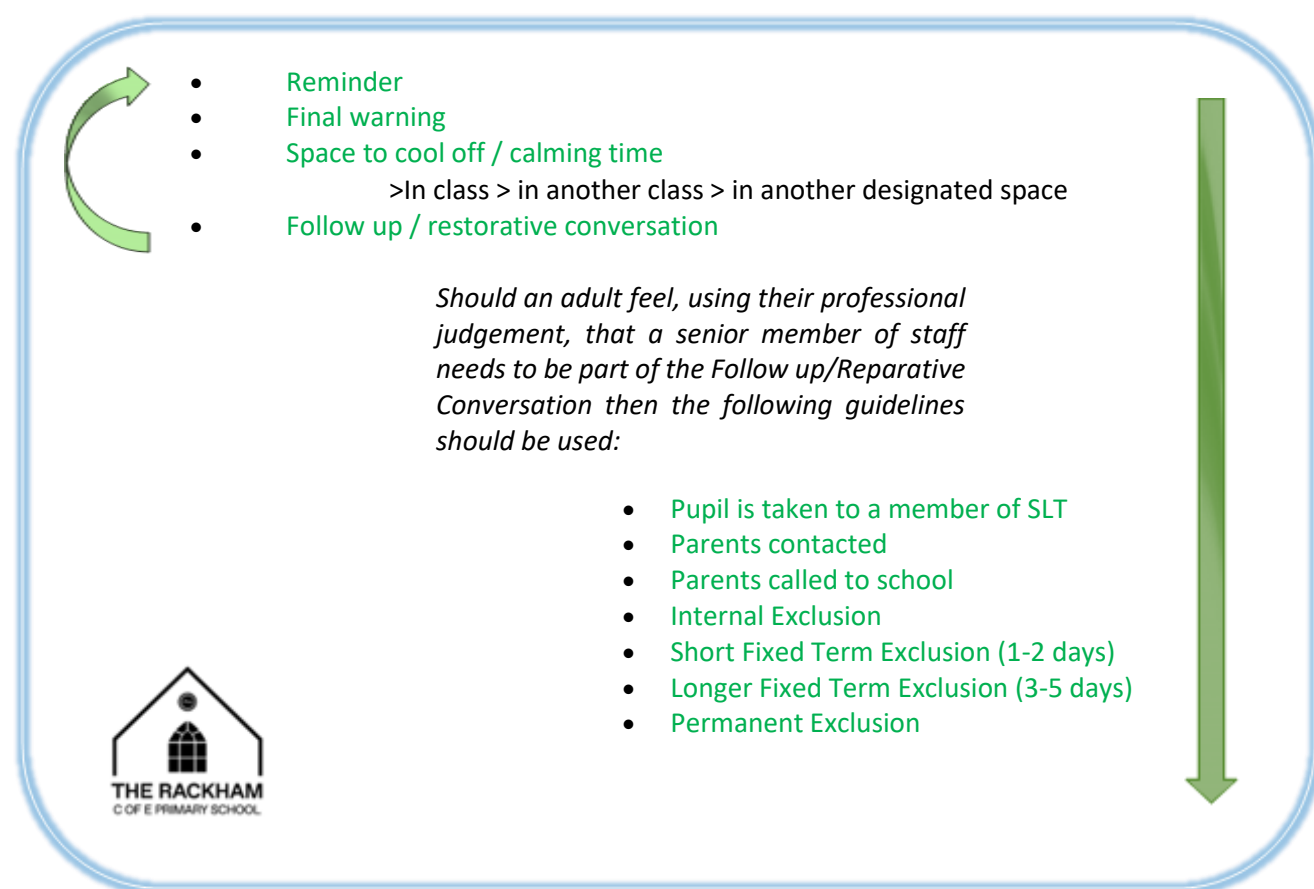 • Reminder
• Final warning
• Space to cool off / calming time
>In class > in another class > in another designated space
• Follow up / restorative conversation
Should an adult feel, using their professional
judgement, that a senior member of staff
needs to be part of the Follow up/Reparative
Conversation then the following guidelines
should be used:
• Pupil is taken to a member of SLT
• Parents contacted
• Parents called to school
• Internal Exclusion
• Short Fixed Term Exclusion (1-2 days)
• Longer Fixed Term Exclusion (3-5 days)
• Permanent Exclusion
THE RACKHAM
C OF E PRIMARY SCHOOL